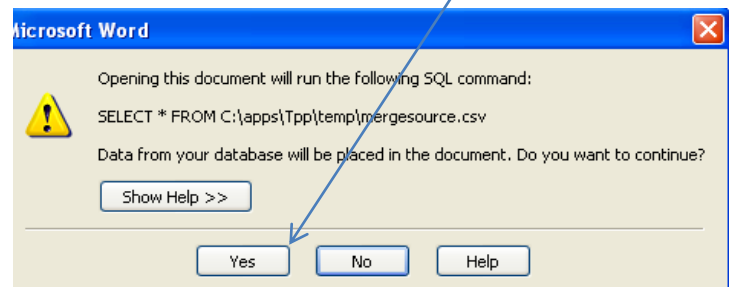 Microsoft Word
Opening this document will run the following SQL command:
SELECT * FROM C:\apps\Tpp\temp\mergesource.csv
Data from your database will be placed in the document. Do you want to continue?
Show Help >>
Yes No Help